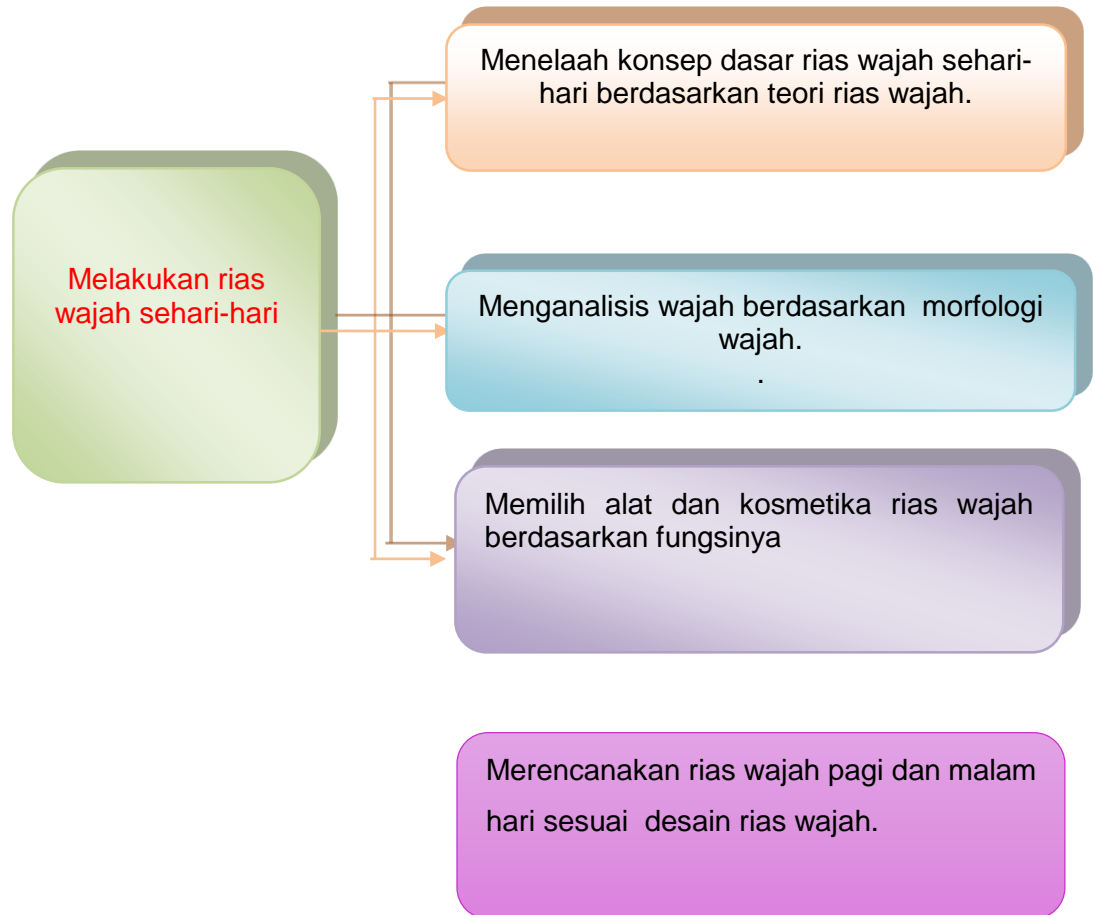 Menelaah konsep dasar rias wajah sehari-
hari berdasarkan teori rias wajah.
Melakukan rias
wajah sehari-hari
Menganalisis wajah berdasarkan morfologi
wajah.
.
Memilih alat dan kosmetika rias wajah
berdasarkan fungsinya
Merencanakan rias wajah pagi dan malam
hari sesuai desain rias wajah.